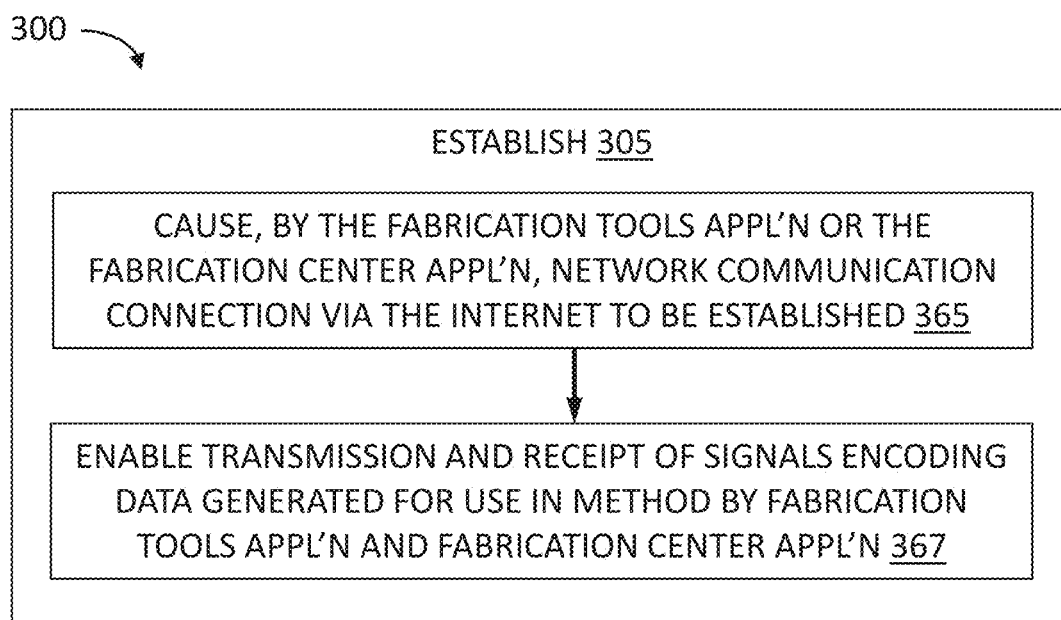 300
ESTABLISH 305
CAUSE, BY THE FABRICATION TOOLS APPL'N OR THE
FABRICATION CENTER APPL'N, NETWORK COMMUNICATION
CONNECTION VIA THE INTERNET TO BE ESTABLISHED 365
ENABLE TRANSMISSION AND RECEIPT OF SIGNALS ENCODING
DATA GENERATED FOR USE IN METHOD BY FABRICATION
TOOLS APPL'N AND FABRICATION CENTER APPL'N 367